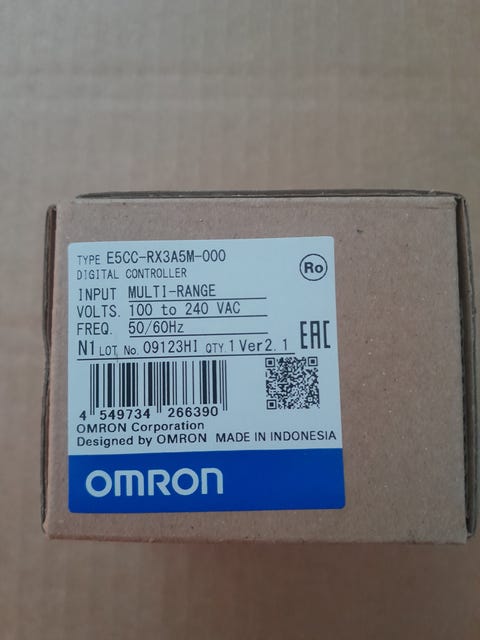 TYPE E5CC-RX3A5M-000
DIGITAL CONTROLLER
Ro
INPUT MULTI-RANGE
VOLTS. 100 to 240 VAC
FREQ. 50/60Hz
EAC
N1 LOT No. 09123HI QTY. 1 Ver2.1
4 549734 266390
OMRON Corporation
Designed by OMRON MADE IN INDONESIA
OMRON